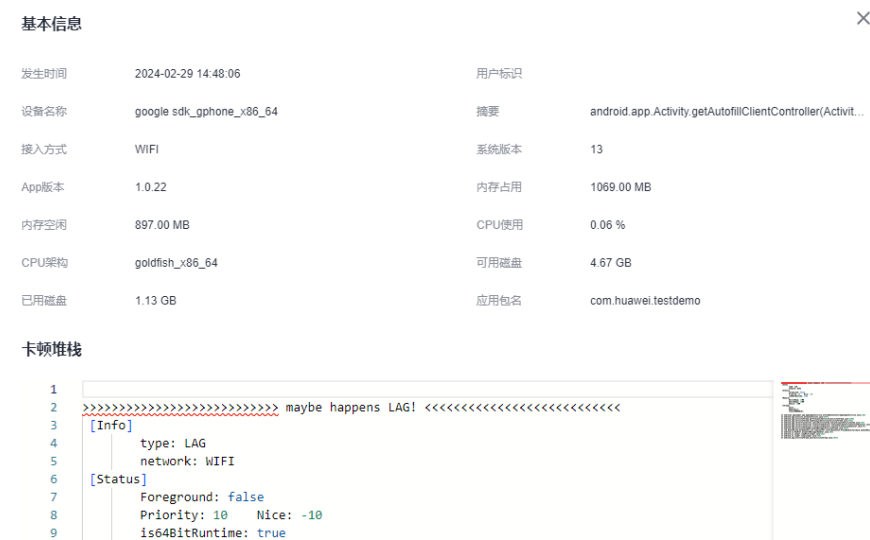 基本信息
发生时间 2024-02-29 14:48:06 用户标识
设备名称 google sdk_gphone_x86_64 摘要 android.app.Activity.getAutofillClientController(Activit...
接入方式 WIFI 系统版本 13
App版本 1.0.22 内存占用 1069.00 MB
内存空闲 897.00 MB CPU使用 0.06 %
CPU架构 goldfish_x86_64 可用磁盘 4.67 GB
已用磁盘 1.13 GB 应用包名 com.huawei.testdemo
卡顿堆栈
1
2 >>>>>>>>>>>>>>>>>>>>>>>>>>> maybe happens LAG! <<<<<<<<<<<<<<<<<<<<<<<<<<<
3 [Info]
4 type: LAG
5 network: WIFI
6 [Status]
7 Foreground: false
8 Priority: 10 Nice: -10
9 is64BitRuntime: true